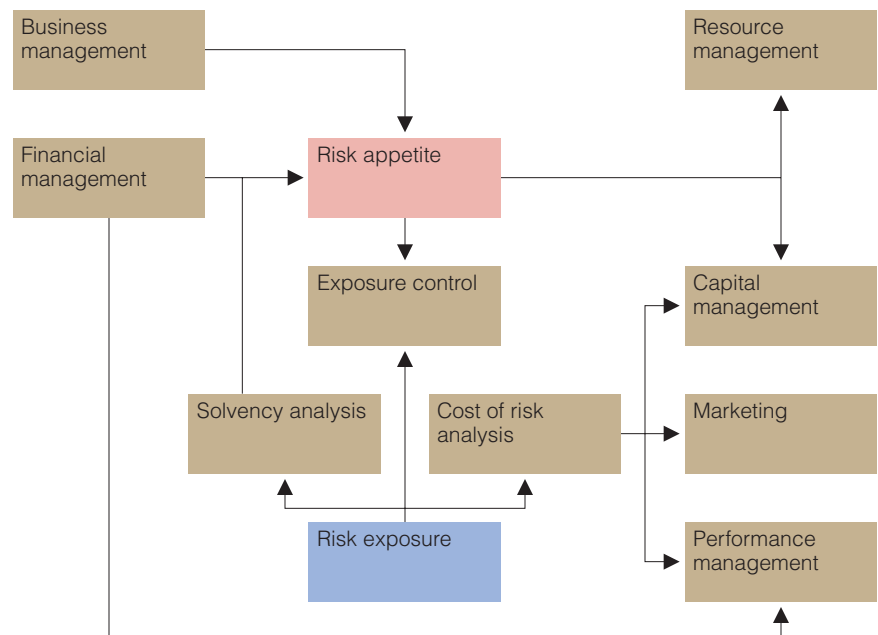 Business
management
Resource
management
Financial
management
Risk appetite
Exposure control
Capital
management
Solvency analysis
Cost of risk
analysis
Marketing
Risk exposure
Performance
management